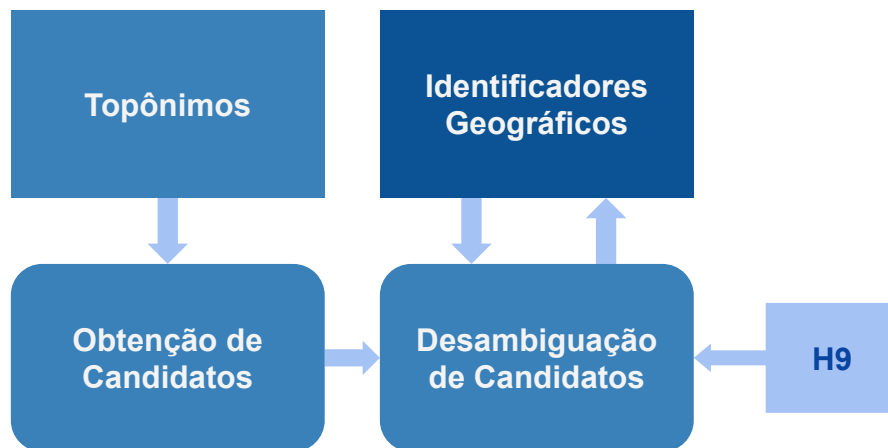 Topônimos
Identificadores
Geográficos
Obtenção de
Candidatos
Desambiguação
de Candidatos
H9